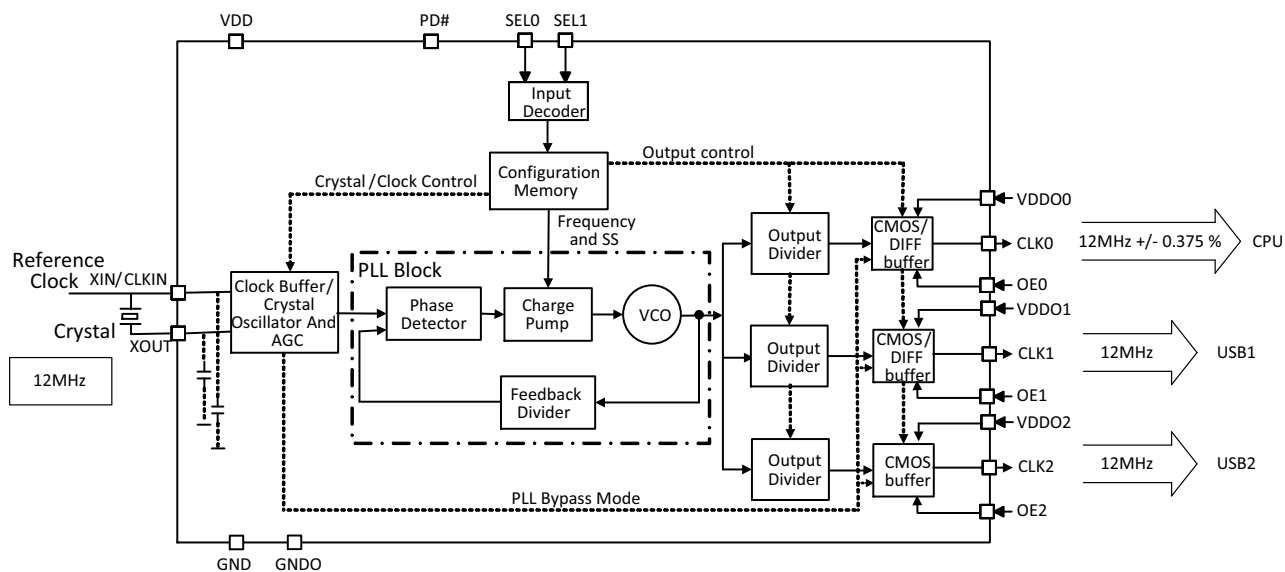 VDD
PD#
SEL0
SEL1
Input
Decoder
Output control
Configuration
Memory
Crystal/Clock Control
Frequency
and SS
VDDO0
CMOS/
DIFF
buffer
CLK0
12MHz +/- 0.375 %
CPU
Output
Divider
OE0
Reference
Clock
XIN/CLKIN
PLL Block
Clock Buffer/
Crystal
Oscillator And
AGC
Phase
Detector
Charge
Pump
VCO
VDDO1
Crystal
XOUT
Output
Divider
CMOS/
DIFF
buffer
CLK1
12MHz
USB1
12MHz
Feedback
Divider
OE1
VDDO2
Output
Divider
CMOS
buffer
CLK2
12MHz
USB2
PLL Bypass Mode
OE2
GND
GNDO